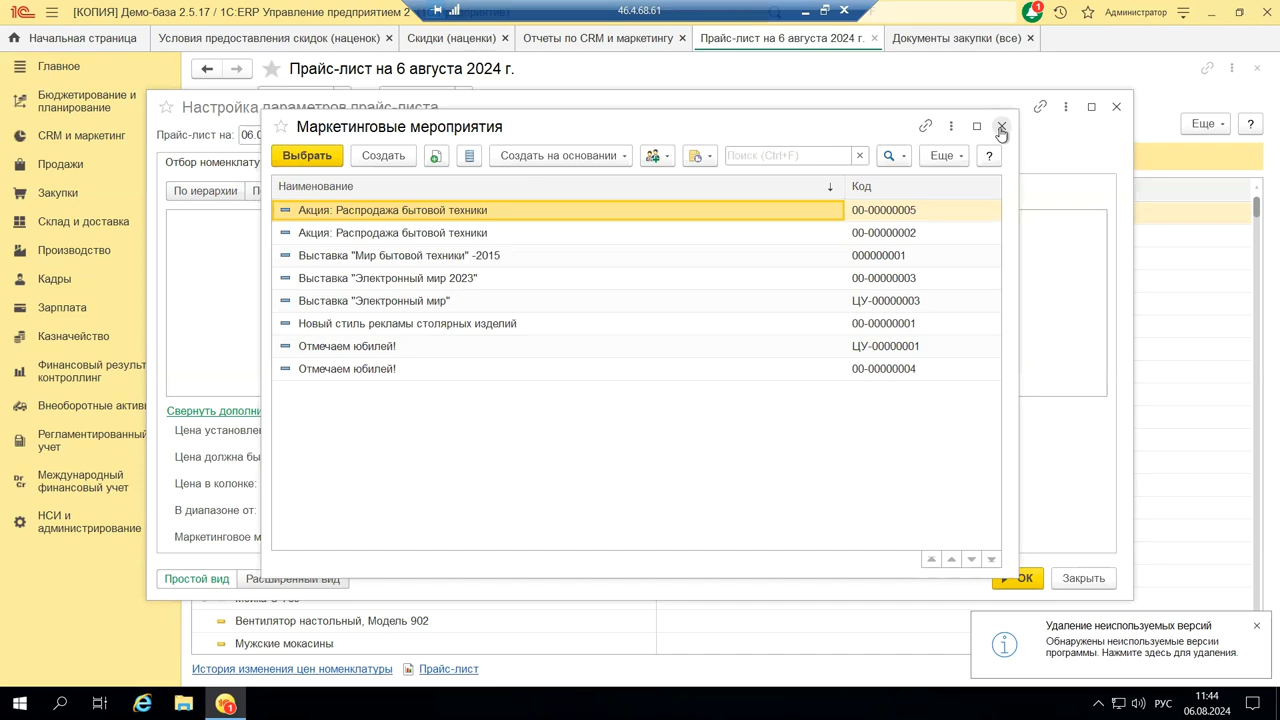 [КОПИЯ] Демо-база 2.5.17 / 1С:ERP Управление предприятием 2
46.4.68.61
Администратор
Начальная страница
Условия предоставления скидок (наценок)
Скидки (наценки)
Отчеты по CRM и маркетингу
Прайс-лист на 6 августа 2024 г.
Документы закупки (все)
Главное
Бюджетирование и
планирование
CRM и маркетинг
Продажи
Закупки
Склад и доставка
Производство
Кадры
Зарплата
Казначейство
Финансовый результ
контроллинг
Внеоборотные активы
Регламентированный
учет
Международный
финансовый учет
НСИ и
администрирование
Прайс-лист на 6 августа 2024 г.
Еще
?
Настройка параметров прайс-листа
Прайс-лист на: 06.0
Отбор номенклату
По иерархии
Свернуть дополни
Цена установле
Цена должна бы
Цена в колонке:
В диапазоне от:
Маркетинговое м
Простой вид
Расширенный вид
ОК
Закрыть
Маркетинговые мероприятия
Выбрать
Создать
Создать на основании
Поиск (Ctrl+F)
Еще
?
Наименование
Код
Акция: Распродажа бытовой техники 00-00000005
Акция: Распродажа бытовой техники 00-00000002
Выставка "Мир бытовой техники" -2015 000000001
Выставка "Электронный мир 2023" 00-00000003
Выставка "Электронный мир" ЦУ-00000003
Новый стиль рекламы столярных изделий 00-00000001
Отмечаем юбилей! ЦУ-00000001
Отмечаем юбилей! 00-00000004
Вентилятор настольный, Модель 902
Мужские мокасины
История изменения цен номенклатуры
Прайс-лист
Удаление неиспользуемых версий
Обнаружены неиспользуемые версии
программы. Нажмите здесь для удаления.
РУС
11:44
06.08.2024